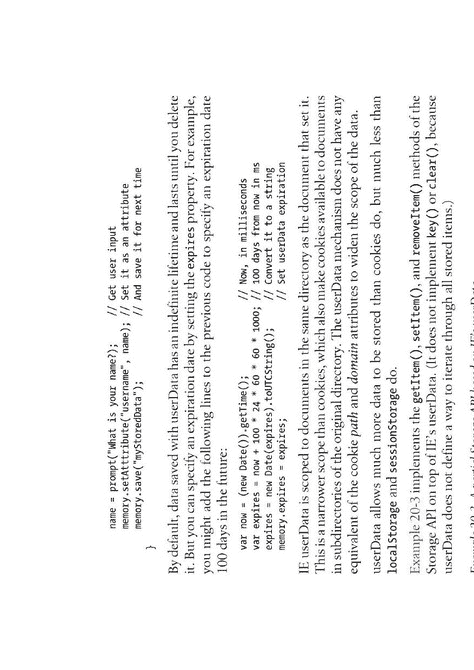 name = prompt("What is your name?);    // Get user input
memory.setAtttribute("username", name); // Set it as an attribute
memory.save("myStoredData");    // And save it for next time
}
By default, data saved with userData has an indefinite lifetime and lasts until you delete
it. But you can specify an expiration date by setting the expires property. For example,
you might add the following lines to the previous code to specify an expiration date
100 days in the future:
var now = (new Date()).getTime();    // Now, in milliseconds
var expires = now + 100 * 24 * 60 * 60 * 1000; // 100 days from now in ms
expires = new Date(expires).toUTCString();    // Convert it to a string
memory.expires = expires;    // Set userData expiration
IE userData is scoped to documents in the same directory as the document that set it.
This is a narrower scope than cookies, which also make cookies available to documents
in subdirectories of the original directory. The userData mechanism does not have any
equivalent of the cookie path and domain attributes to widen the scope of the data.
userData allows much more data to be stored than cookies do, but much less than
localStorage and sessionStorage do.
Example 20-3 implements the getItem(), setItem(), and removeItem() methods of the
Storage API on top of IE's userData. (It does not implement key() or clear(), because
userData does not define a way to iterate through all stored items.)